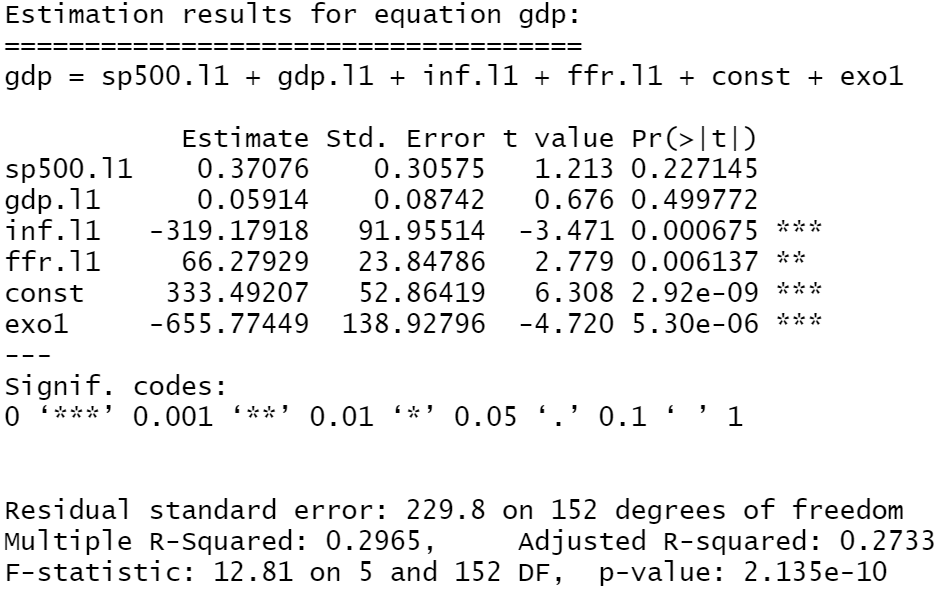 Estimation results for equation gdp:
====================================
gdp = sp500.l1 + gdp.l1 + inf.l1 + ffr.l1 + const + exo1
Estimate Std. Error t value Pr(>|t|)
sp500.l1 0.37076 0.30575 1.213 0.227145
gdp.l1 0.05914 0.08742 0.676 0.499772
inf.l1 -319.17918 91.95514 -3.471 0.000675 ***
ffr.l1 66.27929 23.84786 2.779 0.006137 **
const 333.49207 52.86419 6.308 2.92e-09 ***
exo1 -655.77449 138.92796 -4.720 5.30e-06 ***
---
Signif. codes:
0 ‘***’ 0.001 ‘**’ 0.01 ‘*’ 0.05 ‘.’ 0.1 ‘ ’ 1
Residual standard error: 229.8 on 152 degrees of freedom
Multiple R-Squared: 0.2965, Adjusted R-squared: 0.2733
F-statistic: 12.81 on 5 and 152 DF, p-value: 2.135e-10